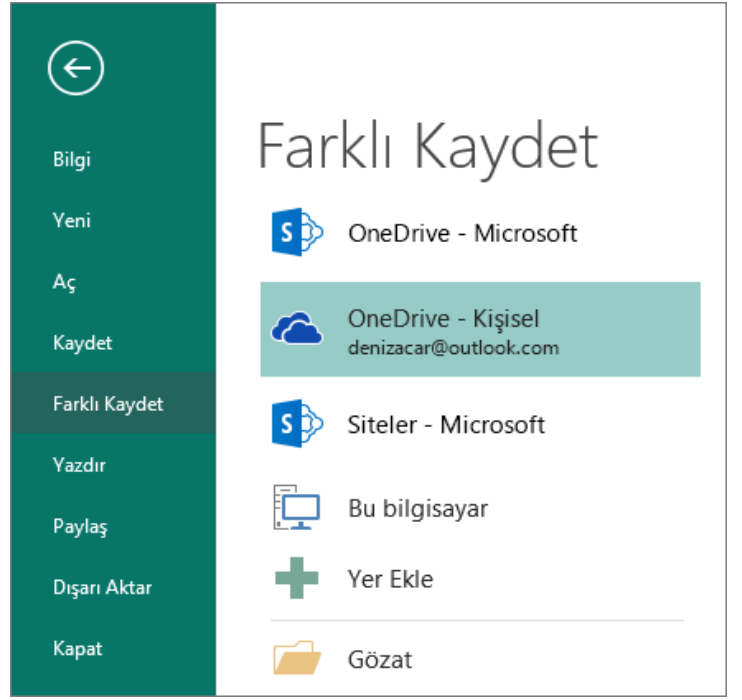 Bilgi
Yeni
Aç
Kaydet
Farklı Kaydet
Yazdır
Paylaş
Dışarı Aktar
Kapat
Farklı Kaydet
OneDrive - Microsoft
OneDrive - Kişisel
denizacar@outlook.com
Siteler - Microsoft
Bu bilgisayar
Yer Ekle
Gözat